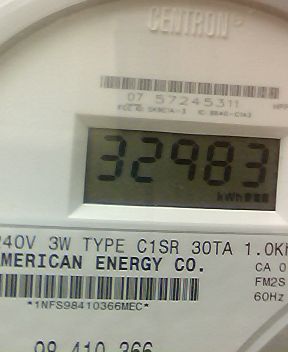 CENTRON
07 57245311
32983
kWh
240V 3W TYPE C1SR 30TA 1.0K
AMERICAN ENERGY CO.
CA 0
FM2S
60Hz
*1NFS98410366MEC*
98 410 366